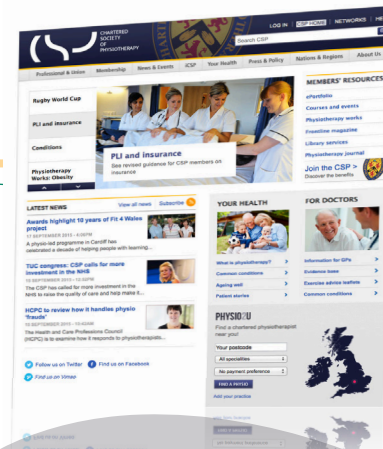 CHARTERED
SOCIETY
OF
PHYSIOTHERAPY
LOG IN
CSP HOME
NETWORKS
Search CSP
Professional & Union
Membership
News & Events
iCSP
Your Health
Press & Policy
Nations & Regions
About Us
Rugby World Cup
PLI and insurance
Conditions
Physiotherapy
Works: Obesity
PLI and insurance
See revised guidance for CSP members on
insurance
MEMBERS' RESOURCES
ePortfolio
Courses and events
Physiotherapy works
Frontline magazine
Library services
Physiotherapy journal
Join the CSP >
Discover the benefits
LATEST NEWS
View all news
Subscribe
Awards highlight 10 years of Fit 4 Wales
project
17 SEPTEMBER 2015 - 4:08PM
A physio-led programme in Cardiff has
celebrated a decade of helping people with learning...
TUC congress: CSP calls for more
investment in the NHS
The CSP has called for more investment in the
NHS to raise the quality of care and help make it...
HCPC to review how it handles physio
'frauds'
The Health and Care Professions Council
(HCPC) is to examine how it responds to physiotherapists...
Follow us on Twitter
Find us on Facebook
Find us on Vimeo
YOUR HEALTH
What is physiotherapy?
Common conditions
Ageing well
Patient stories
FOR DOCTORS
Information for GPs
Evidence base
Exercise advice leaflets
Common conditions
PHYSIO2U
Find a chartered physiotherapist
near you!
Your postcode
All specialities
No payment preference
FIND A PHYSIO
Add your practice